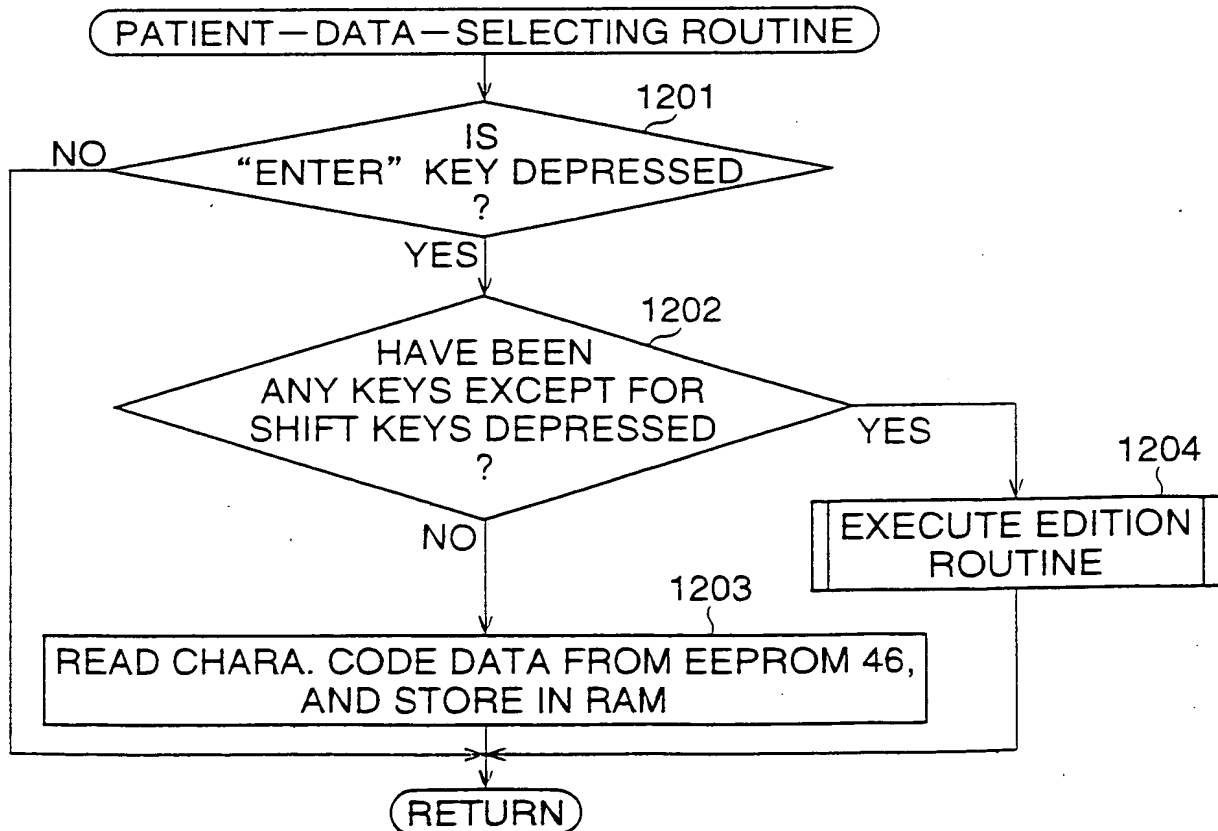 PATIENT—DATA—SELECTING ROUTINE
1201
IS
NO
“ENTER” KEY DEPRESSED
?
YES
1202
HAVE BEEN
ANY KEYS EXCEPT FOR
SHIFT KEYS DEPRESSED
?
YES
NO
1204
EXECUTE EDITION
ROUTINE
1203
READ CHARA. CODE DATA FROM EEPROM 46,
AND STORE IN RAM
RETURN